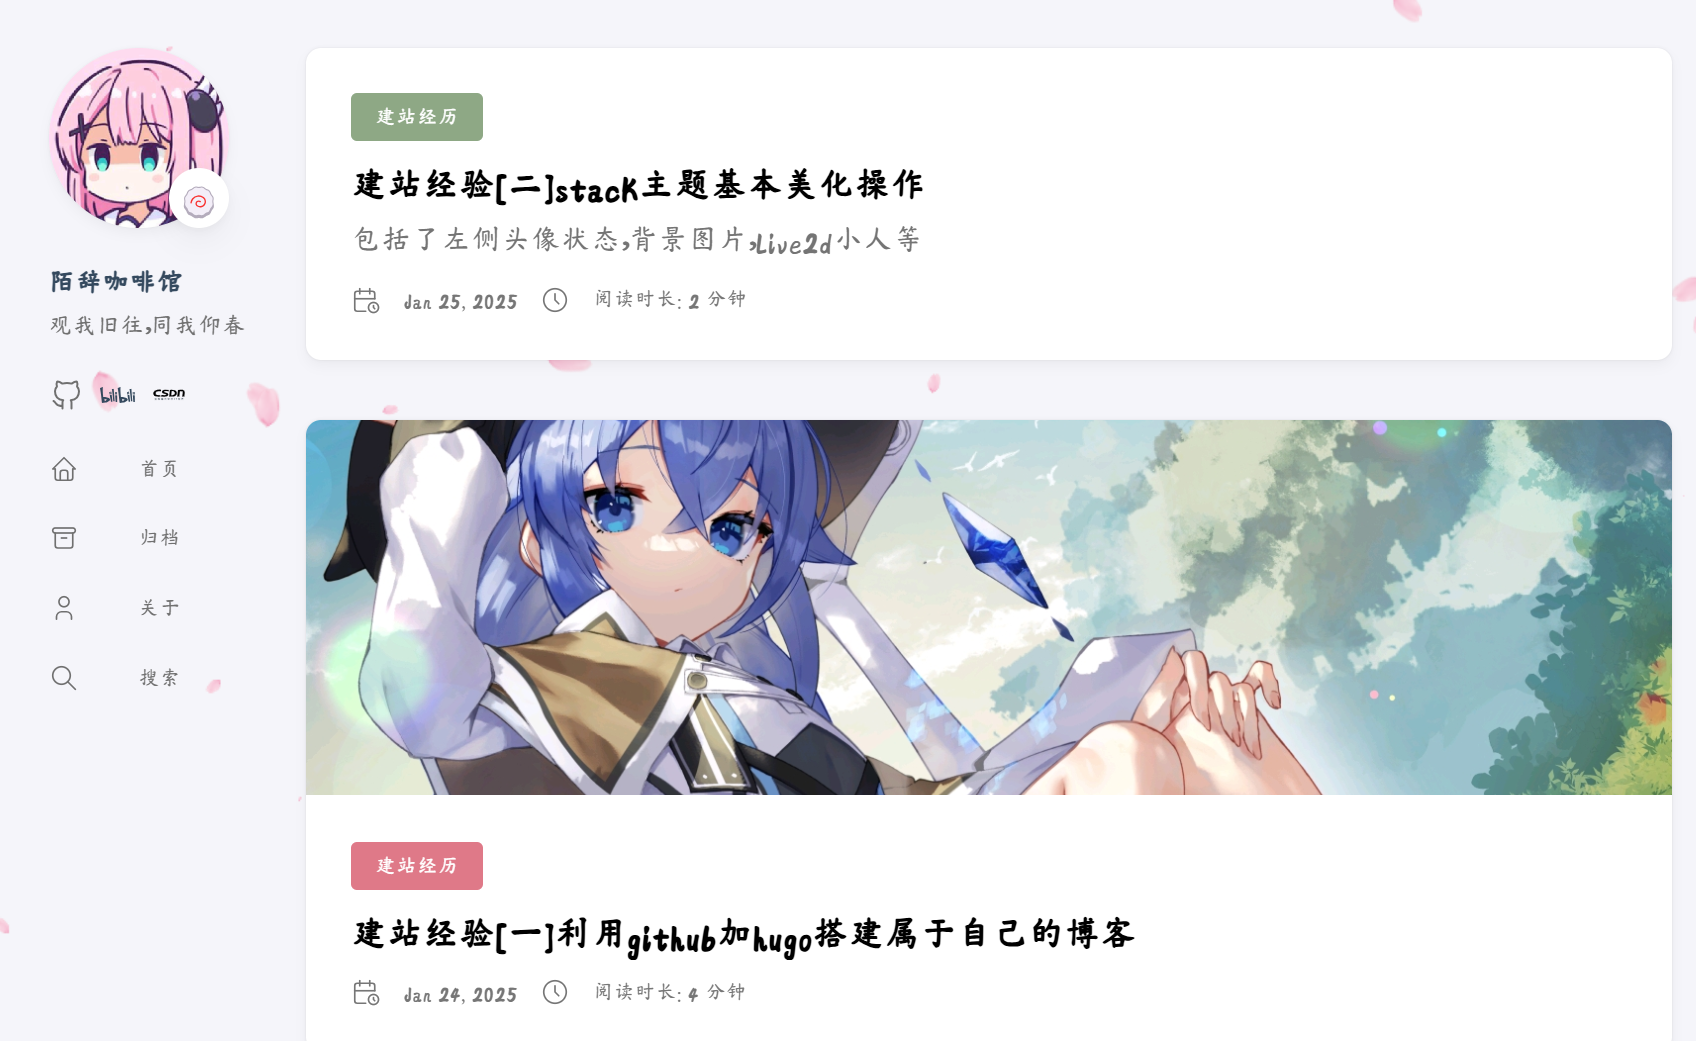 陌辞咖啡馆
观我旧往,同我仰春
bilibili CSDN
首页
归档
关于
搜索
建站经历
建站经验[二]stack主题基本美化操作
包括了左侧头像状态,背景图片,Live2d小人等
Jan 25, 2025 阅读时长: 2 分钟
建站经历
建站经验[一]利用github加hugo搭建属于自己的博客
Jan 24, 2025 阅读时长: 4 分钟